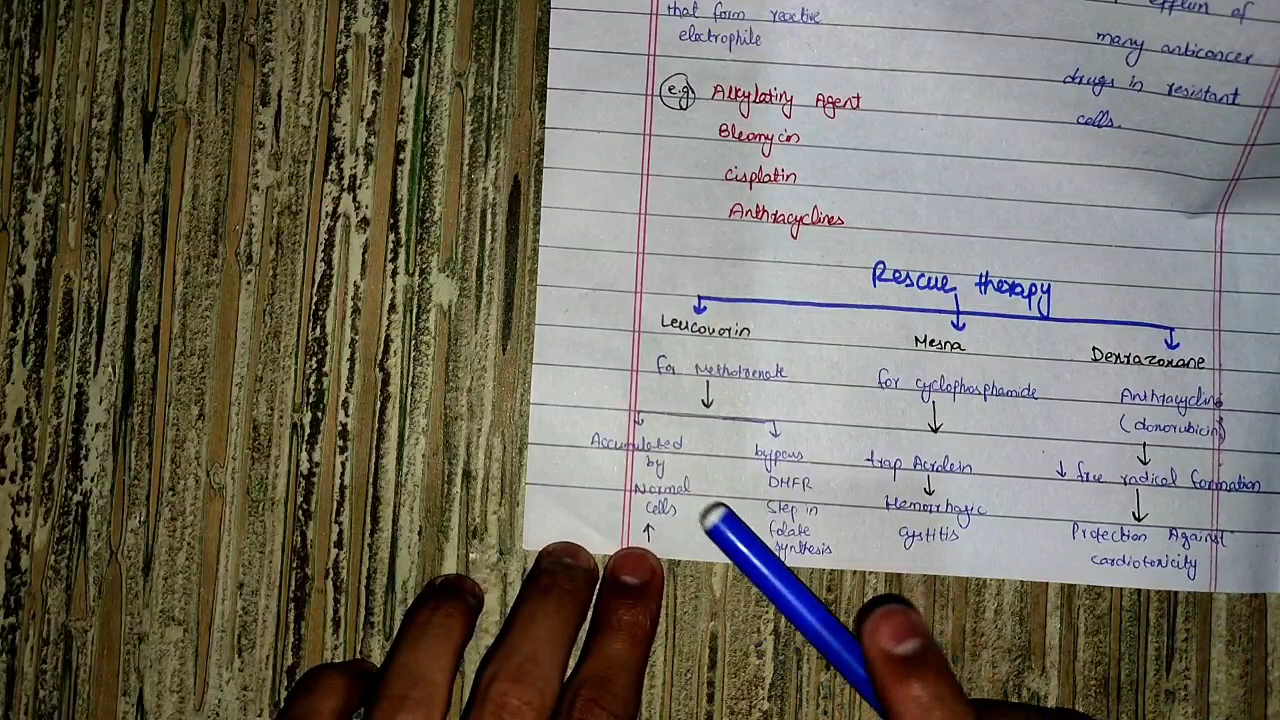 that form reactive
electrophile
efflux of
many anticancer
drugs in resistant
cells.
e.g Alkylating Agent
Bleomycin
cisplatin
Anthracyclines
Rescue therapy
Leucovorin
for Methotrexate
Accumulated
by
Normal
cells
bypass
DHFR
Step in
folate
synthesis
Mesna
for cyclophosphamide
trap Acrolein
Hemorrhagic
cystitis
Dexrazoxane
Anthracycline
(donorubicin)
↓ free radical formation
Protection Against
cardiotoxicity